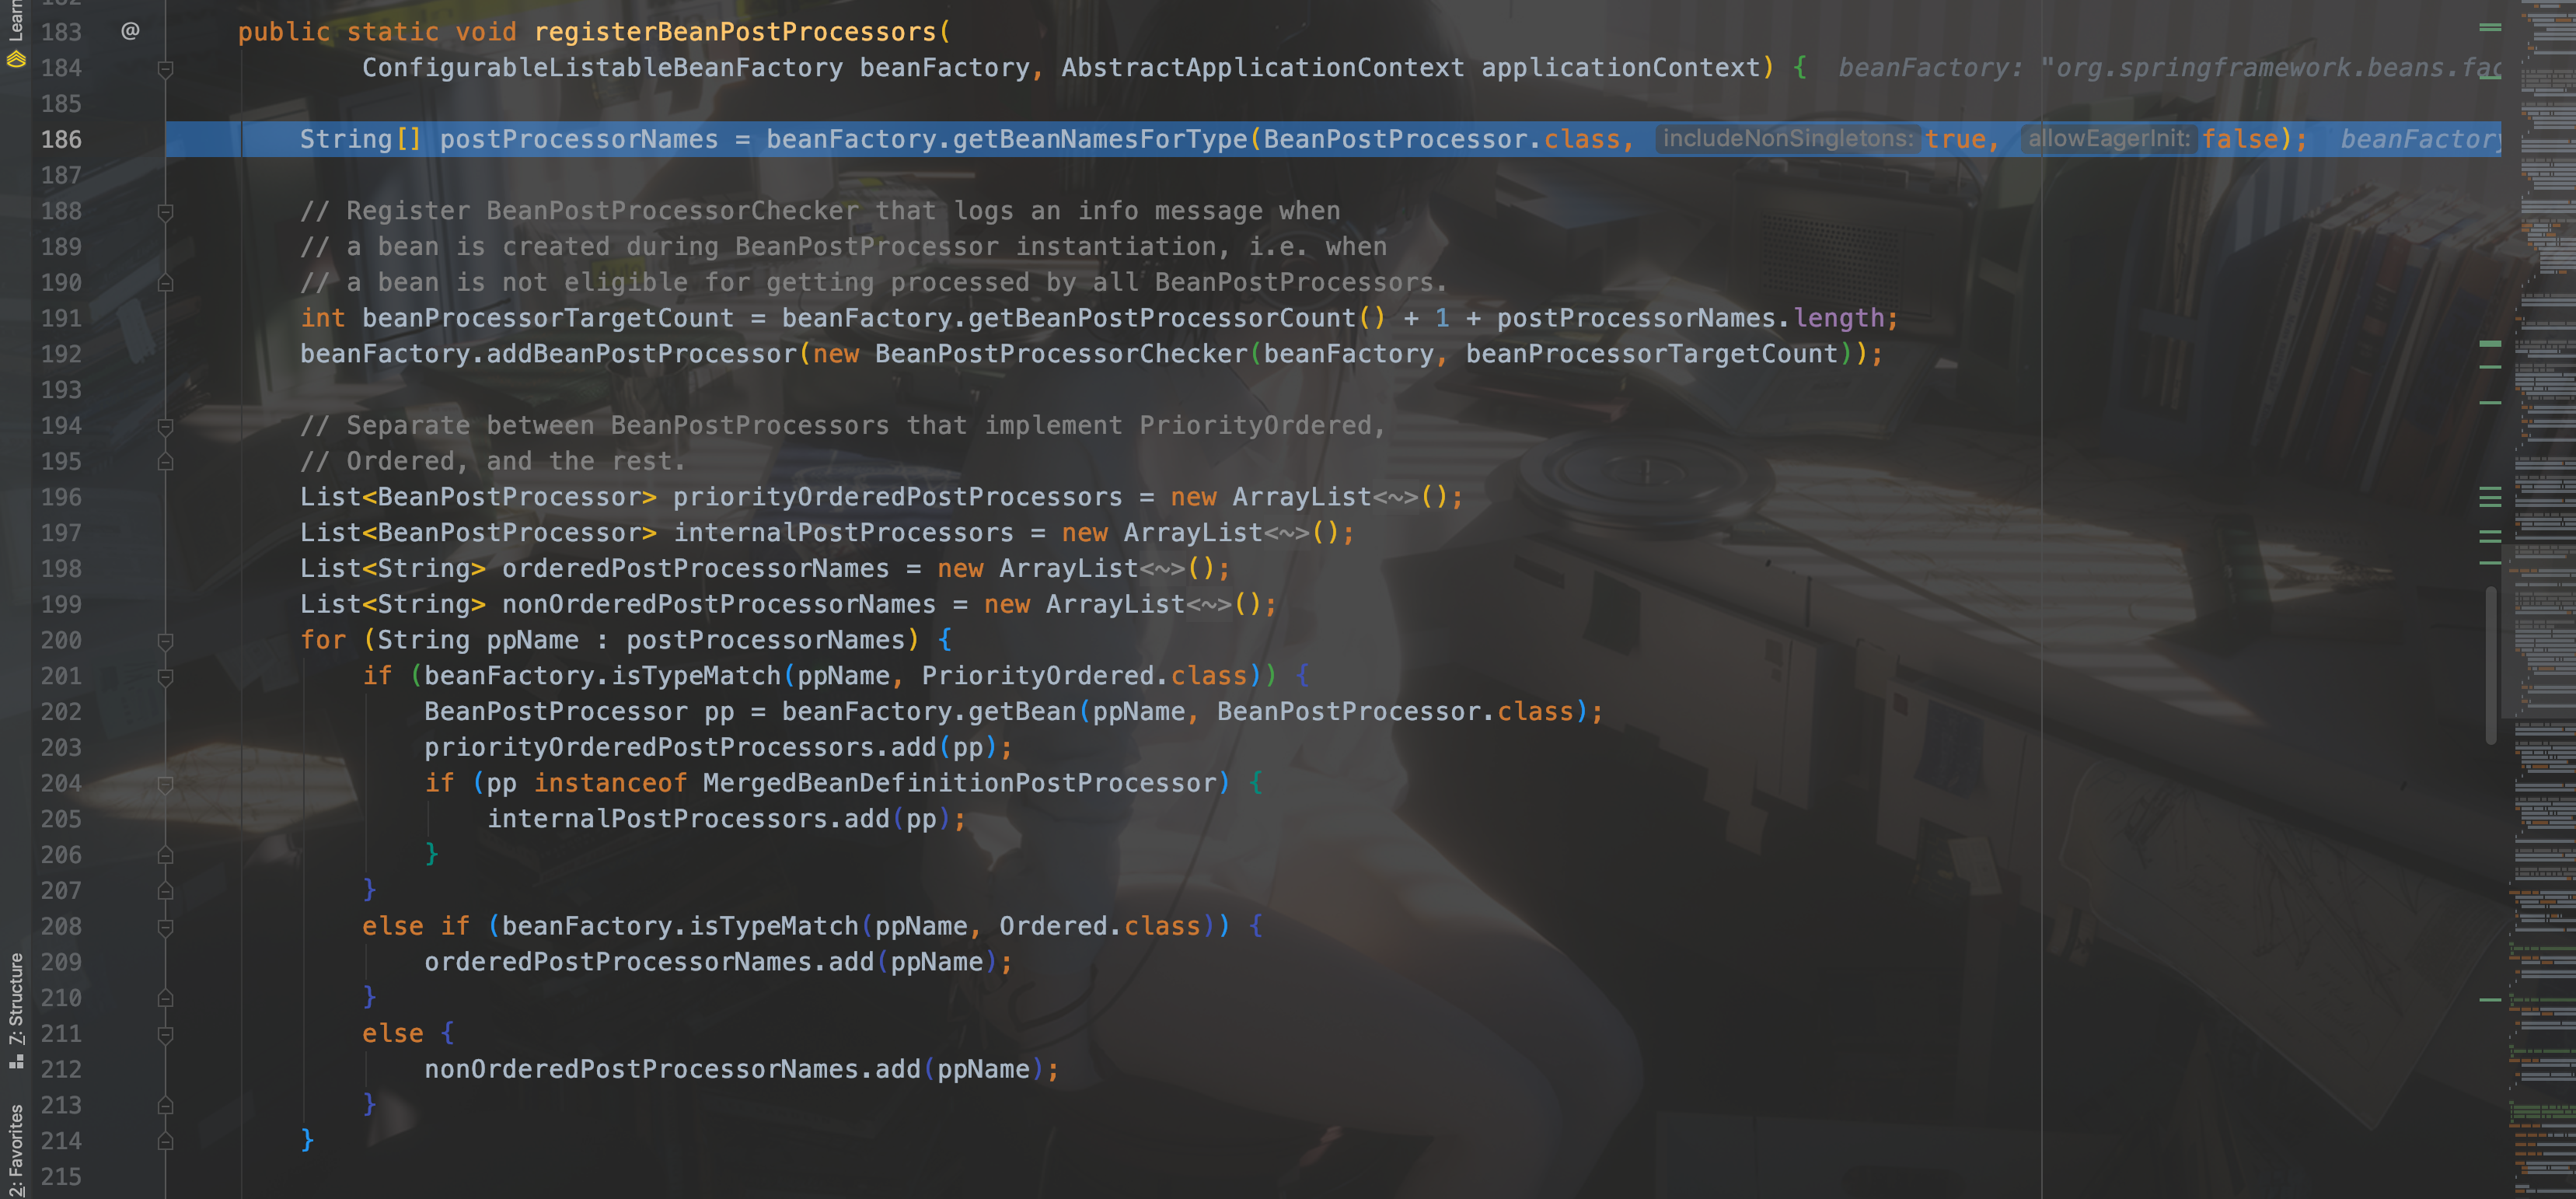 182
183 @ public static void registerBeanPostProcessors(
184 ConfigurableListableBeanFactory beanFactory, AbstractApplicationContext applicationContext) { beanFactory: "org.springframework.beans.fac
185
186 String[] postProcessorNames = beanFactory.getBeanNamesForType(BeanPostProcessor.class, includeNonSingletons: true, allowEagerInit: false); beanFactory
187
188 // Register BeanPostProcessorChecker that logs an info message when
189 // a bean is created during BeanPostProcessor instantiation, i.e. when
190 // a bean is not eligible for getting processed by all BeanPostProcessors.
191 int beanProcessorTargetCount = beanFactory.getBeanPostProcessorCount() + 1 + postProcessorNames.length;
192 beanFactory.addBeanPostProcessor(new BeanPostProcessorChecker(beanFactory, beanProcessorTargetCount));
193
194 // Separate between BeanPostProcessors that implement PriorityOrdered,
195 // Ordered, and the rest.
196 List<BeanPostProcessor> priorityOrderedPostProcessors = new ArrayList<~>();
197 List<BeanPostProcessor> internalPostProcessors = new ArrayList<~>();
198 List<String> orderedPostProcessorNames = new ArrayList<~>();
199 List<String> nonOrderedPostProcessorNames = new ArrayList<~>();
200 for (String ppName : postProcessorNames) {
201 if (beanFactory.isTypeMatch(ppName, PriorityOrdered.class)) {
202 BeanPostProcessor pp = beanFactory.getBean(ppName, BeanPostProcessor.class);
203 priorityOrderedPostProcessors.add(pp);
204 if (pp instanceof MergedBeanDefinitionPostProcessor) {
205 internalPostProcessors.add(pp);
206 }
207 }
208 else if (beanFactory.isTypeMatch(ppName, Ordered.class)) {
209 orderedPostProcessorNames.add(ppName);
210 }
211 else {
212 nonOrderedPostProcessorNames.add(ppName);
213 }
214 }
215
Learn
Z: Structure
2: Favorites